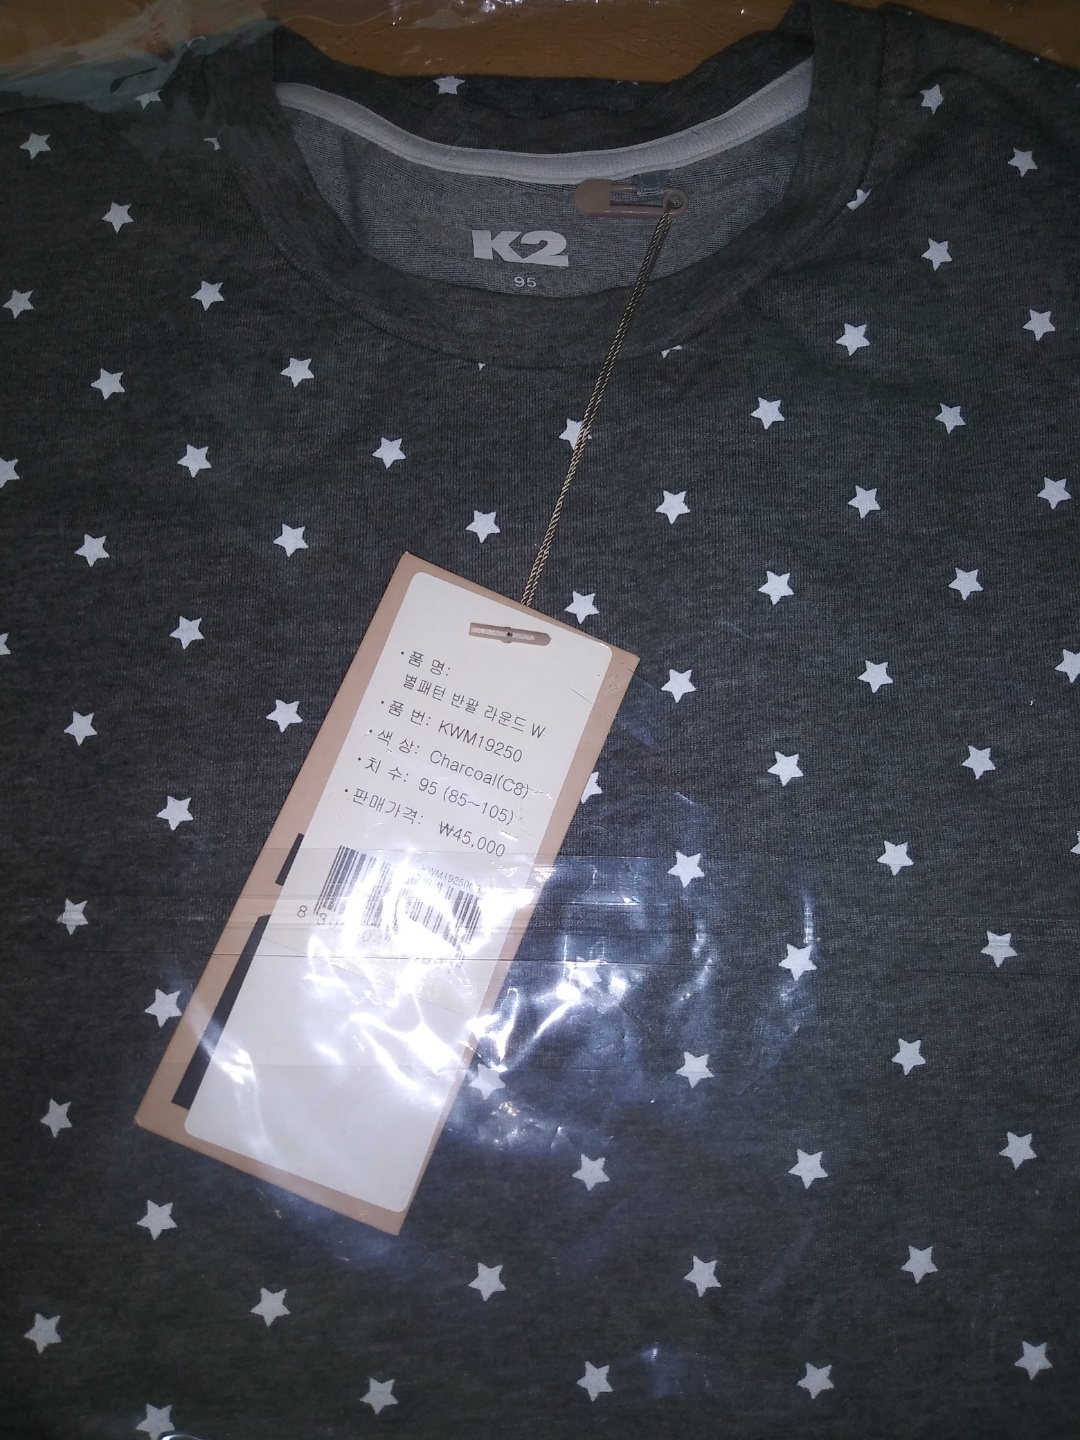 K2
95
· 품 명:
별패턴 반팔 라운드 W
· 품 번: KWM19250
· 색 상: Charcoal(C8)
· 치 수: 95 (85~105)
· 판매가격: ₩45,000